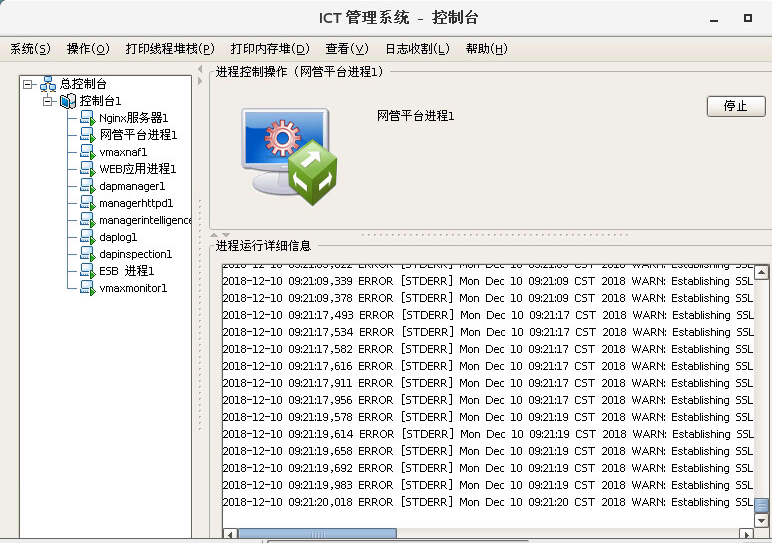 ICT 管理系统 - 控制台
系统(S) 操作(O) 打印线程堆栈(P) 打印内存堆(D) 查看(V) 日志收割(L) 帮助(H)
总控制台
控制台1
Nginx服务器1
网管平台进程1
vmaxnaf1
WEB应用进程1
dapmanager1
managerhttpd1
managerintelligence
daplog1
dapinspection1
ESB 进程1
vmaxmonitor1
进程控制操作（网管平台进程1）
网管平台进程1
停止
进程运行详细信息
2018-12-10 09:21:09,339 ERROR [STDERR] Mon Dec 10 09:21:09 CST 2018 WARN: Establishing SSL
2018-12-10 09:21:09,378 ERROR [STDERR] Mon Dec 10 09:21:09 CST 2018 WARN: Establishing SSL
2018-12-10 09:21:17,493 ERROR [STDERR] Mon Dec 10 09:21:17 CST 2018 WARN: Establishing SSL
2018-12-10 09:21:17,534 ERROR [STDERR] Mon Dec 10 09:21:17 CST 2018 WARN: Establishing SSL
2018-12-10 09:21:17,582 ERROR [STDERR] Mon Dec 10 09:21:17 CST 2018 WARN: Establishing SSL
2018-12-10 09:21:17,616 ERROR [STDERR] Mon Dec 10 09:21:17 CST 2018 WARN: Establishing SSL
2018-12-10 09:21:17,911 ERROR [STDERR] Mon Dec 10 09:21:17 CST 2018 WARN: Establishing SSL
2018-12-10 09:21:17,956 ERROR [STDERR] Mon Dec 10 09:21:17 CST 2018 WARN: Establishing SSL
2018-12-10 09:21:19,578 ERROR [STDERR] Mon Dec 10 09:21:19 CST 2018 WARN: Establishing SSL
2018-12-10 09:21:19,614 ERROR [STDERR] Mon Dec 10 09:21:19 CST 2018 WARN: Establishing SSL
2018-12-10 09:21:19,658 ERROR [STDERR] Mon Dec 10 09:21:19 CST 2018 WARN: Establishing SSL
2018-12-10 09:21:19,692 ERROR [STDERR] Mon Dec 10 09:21:19 CST 2018 WARN: Establishing SSL
2018-12-10 09:21:19,983 ERROR [STDERR] Mon Dec 10 09:21:19 CST 2018 WARN: Establishing SSL
2018-12-10 09:21:20,018 ERROR [STDERR] Mon Dec 10 09:21:20 CST 2018 WARN: Establishing SSL